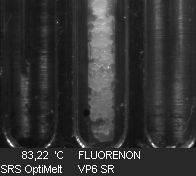 83,22 °C FLUORENON
SRS OptiMelt VP6 SR